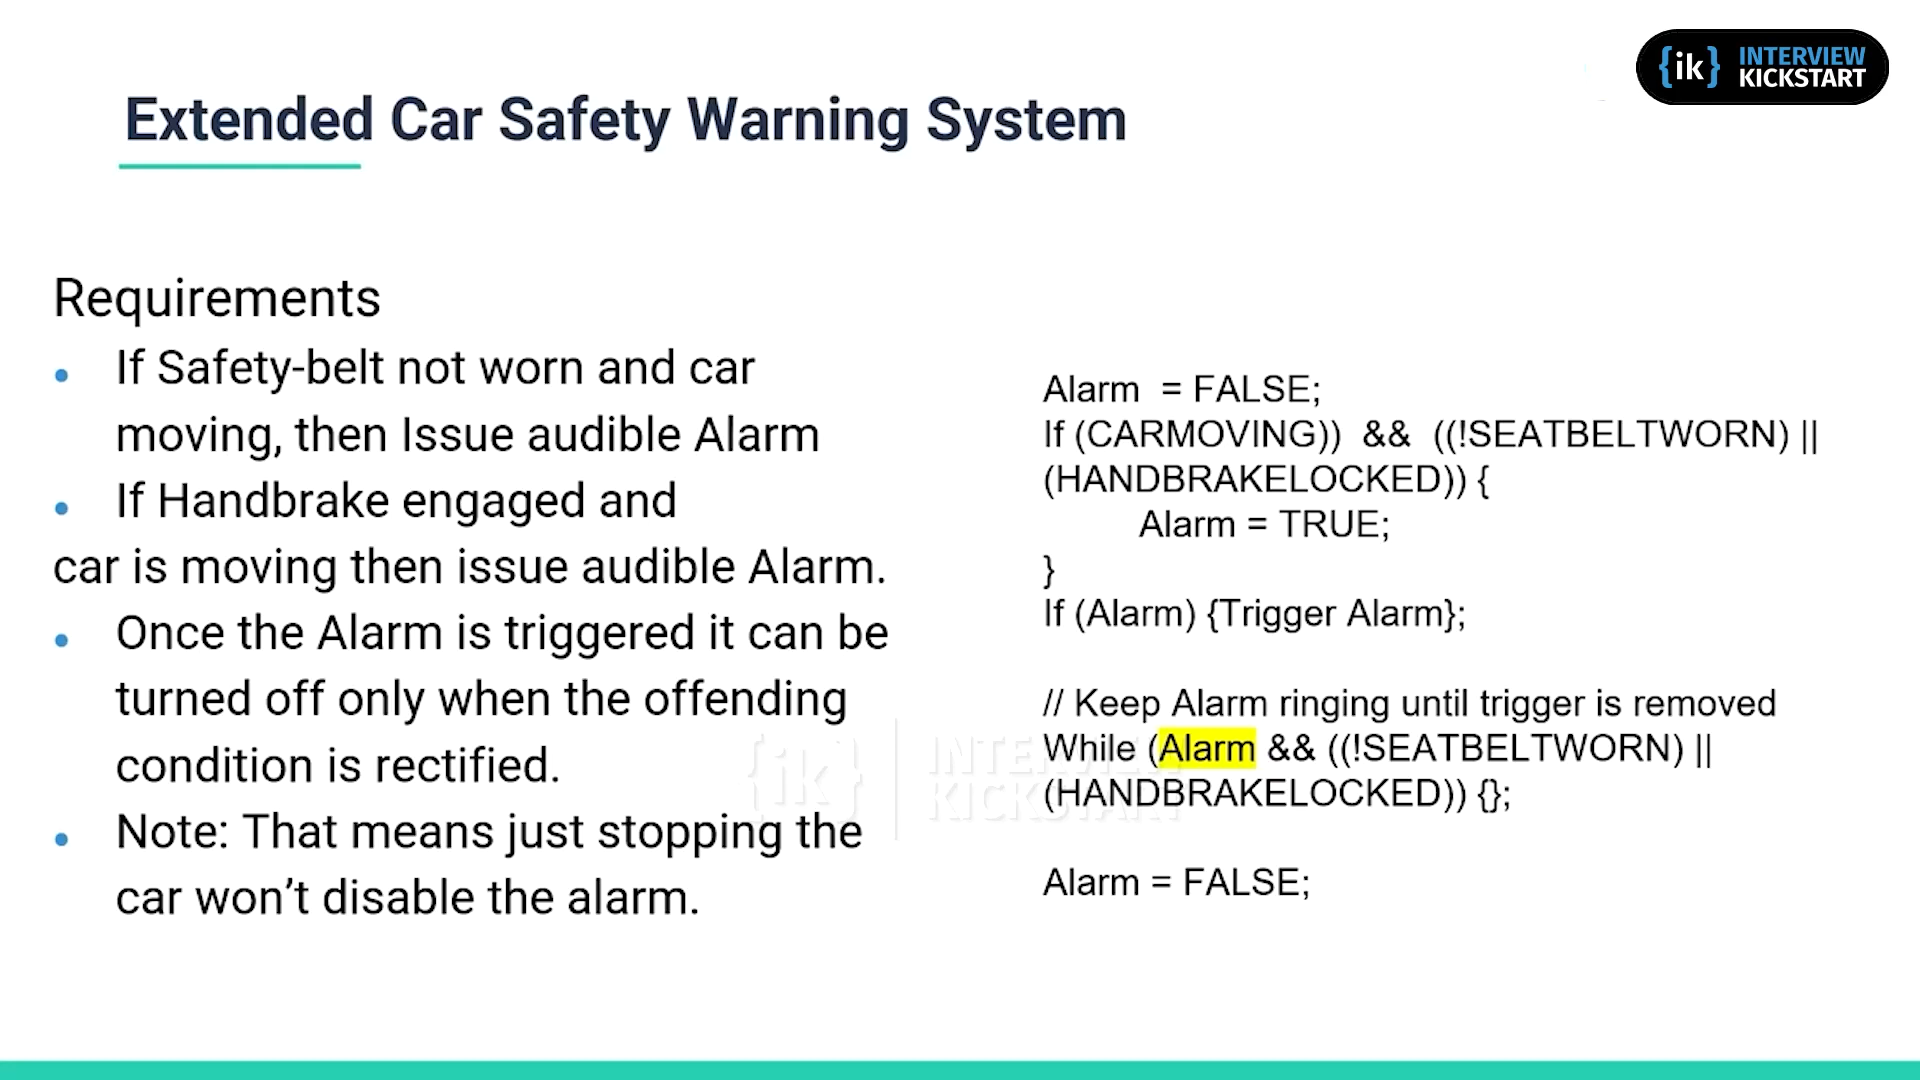 {ik} INTERVIEW
KICKSTART
Extended Car Safety Warning System
Requirements
• If Safety-belt not worn and car
moving, then Issue audible Alarm
• If Handbrake engaged and
car is moving then issue audible Alarm.
• Once the Alarm is triggered it can be
turned off only when the offending
condition is rectified.
• Note: That means just stopping the
car won’t disable the alarm.
Alarm = FALSE;
If (CARMOVING)) && ((!SEATBELTWORN) ||
(HANDBRAKELOCKED)) {
Alarm = TRUE;
}
If (Alarm) {Trigger Alarm};
// Keep Alarm ringing until trigger is removed
While (Alarm && ((!SEATBELTWORN) ||
(HANDBRAKELOCKED)) {};
Alarm = FALSE;
{ik} INTERVIEW
KICKSTART